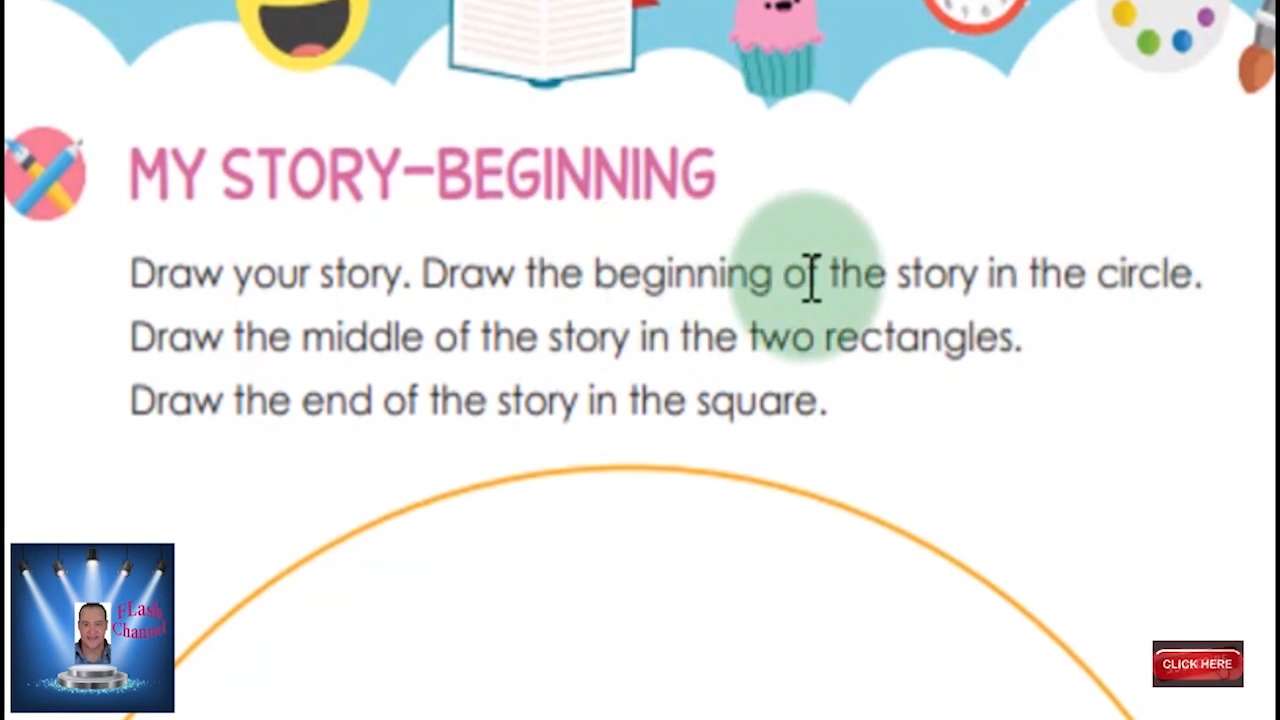 MY STORY-BEGINNING
Draw your story. Draw the beginning of the story in the circle.
Draw the middle of the story in the two rectangles.
Draw the end of the story in the square.
FLash
Channel
CLICK HERE